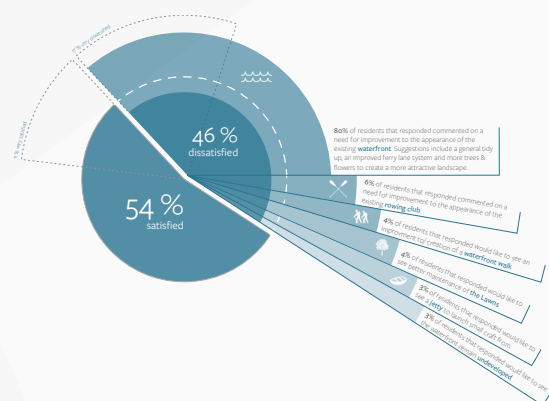 % very dissatisfied
% very satisfied
46 %
dissatisfied
54 %
satisfied
80% of residents that responded commented on a
need for improvement to the appearance of the
existing waterfront. Suggestions include a general tidy
up, an improved ferry lane system and more trees &
flowers to create a more attractive landscape.
6% of residents that responded commented on a
need for improvement to the appearance of the
existing rowing club.
4% of residents that responded would like to see an
improvement to/ creation of a waterfront walk.
4% of residents that responded would like to
see better maintenance of the Lawns
3% of residents that responded would like to
see a jetty to launch small craft from
3% of residents that responded would like to see
the waterfront remain undeveloped